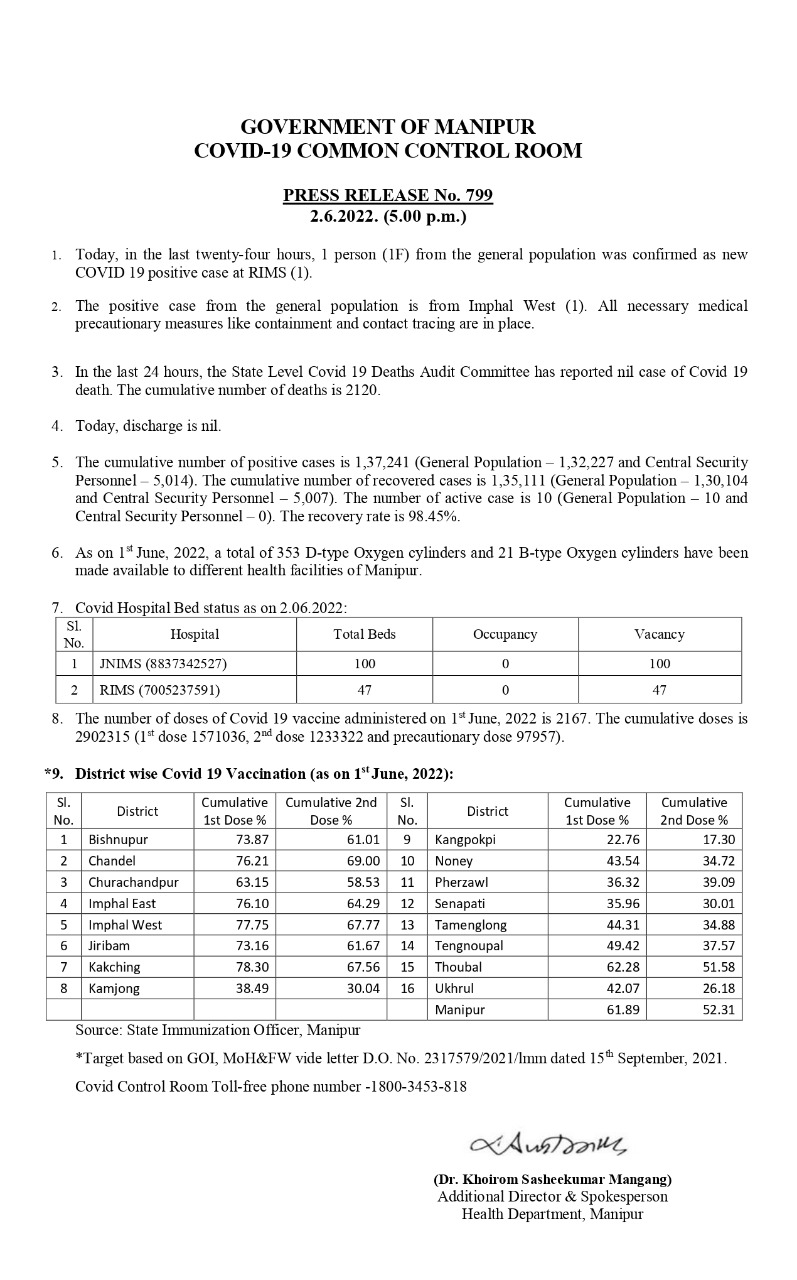 GOVERNMENT OF MANIPUR
COVID-19 COMMON CONTROL ROOM
PRESS RELEASE No. 799
2.6.2022. (5.00 p.m.)
1. Today, in the last twenty-four hours, 1 person (1F) from the general population was confirmed as new
COVID 19 positive case at RIMS (1).
2. The positive case from the general population is from Imphal West (1). All necessary medical
precautionary measures like containment and contact tracing are in place.
3. In the last 24 hours, the State Level Covid 19 Deaths Audit Committee has reported nil case of Covid 19
death. The cumulative number of deaths is 2120.
4. Today, discharge is nil.
5. The cumulative number of positive cases is 1,37,241 (General Population – 1,32,227 and Central Security
Personnel – 5,014). The cumulative number of recovered cases is 1,35,111 (General Population – 1,30,104
and Central Security Personnel – 5,007). The number of active case is 10 (General Population – 10 and
Central Security Personnel – 0). The recovery rate is 98.45%.
6. As on 1st June, 2022, a total of 353 D-type Oxygen cylinders and 21 B-type Oxygen cylinders have been
made available to different health facilities of Manipur.
7. Covid Hospital Bed status as on 2.06.2022:
Sl. No. Hospital Total Beds Occupancy Vacancy
1 JNIMS (8837342527) 100 0 100
2 RIMS (7005237591) 47 0 47
8. The number of doses of Covid 19 vaccine administered on 1st June, 2022 is 2167. The cumulative doses is
2902315 (1st dose 1571036, 2nd dose 1233322 and precautionary dose 97957).
*9. District wise Covid 19 Vaccination (as on 1st June, 2022):
Sl. No. District Cumulative 1st Dose % Cumulative 2nd Dose % Sl. No. District Cumulative 1st Dose % Cumulative 2nd Dose %
1 Bishnupur 73.87 61.01 9 Kangpokpi 22.76 17.30
2 Chandel 76.21 69.00 10 Noney 43.54 34.72
3 Churachandpur 63.15 58.53 11 Pherzawl 36.32 39.09
4 Imphal East 76.10 64.29 12 Senapati 35.96 30.01
5 Imphal West 77.75 67.77 13 Tamenglong 44.31 34.88
6 Jiribam 73.16 61.67 14 Tengnoupal 49.42 37.57
7 Kakching 78.30 67.56 15 Thoubal 62.28 51.58
8 Kamjong 38.49 30.04 16 Ukhrul 42.07 26.18
Manipur 61.89 52.31
Source: State Immunization Officer, Manipur
*Target based on GOI, MoH&FW vide letter D.O. No. 2317579/2021/Imm dated 15th September, 2021.
Covid Control Room Toll-free phone number -1800-3453-818
(Dr. Khoirom Sasheekumar Mangang)
Additional Director & Spokesperson
Health Department, Manipur